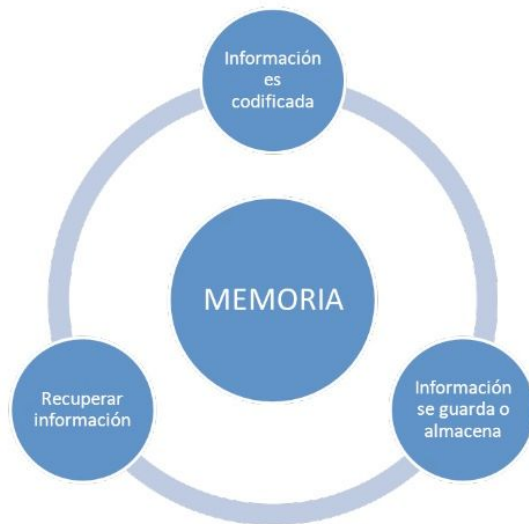 Información
es
codificada
MEMORIA
Información
se guarda o
almacena
Recuperar
información